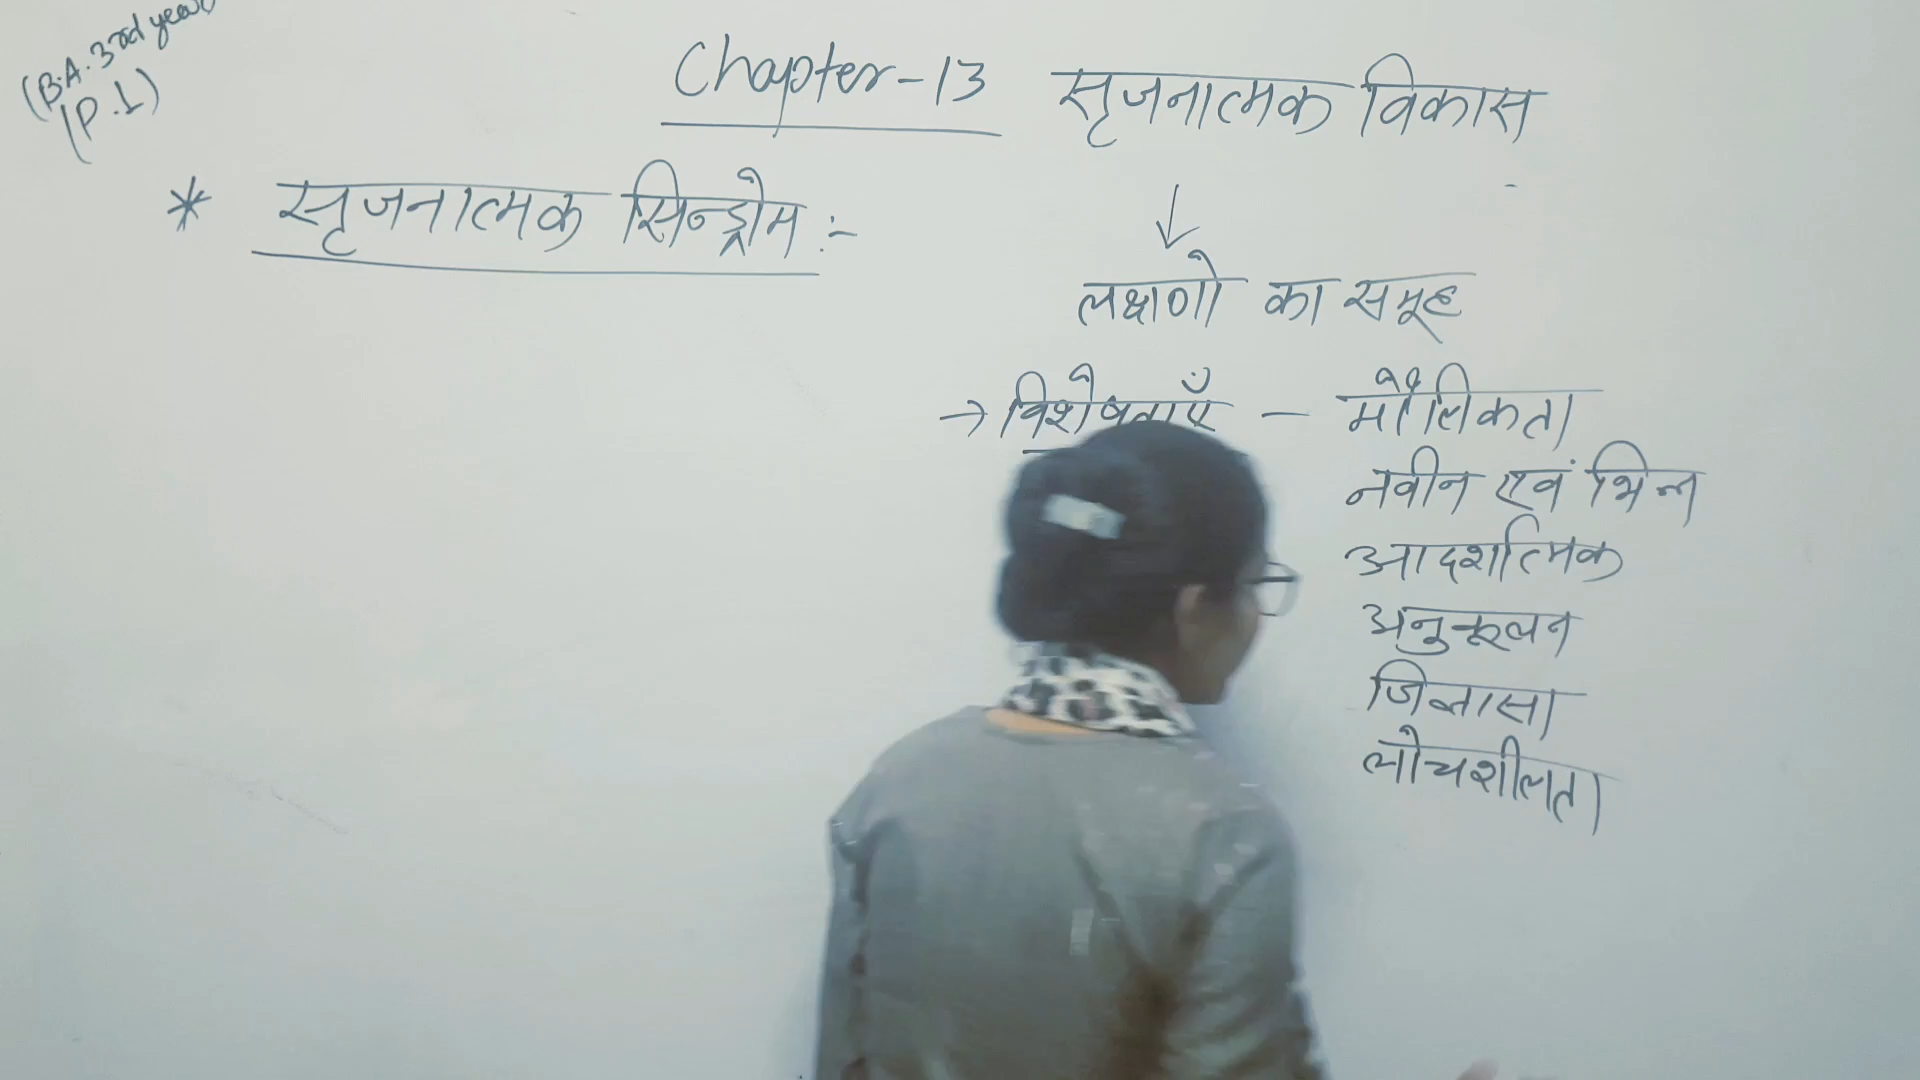 (B.A. 3rd year)
(P.1)
Chapter-13 सृजनात्मक विकास
* सृजनात्मक सिन्ड्रोम :-
↓
लक्षणो का समूह
→ विशेषताएँ - मौलिकता
नवीन एवं भिन्न
आदर्शात्मक
अनुकूलन
जिज्ञासा
लोचशीलता